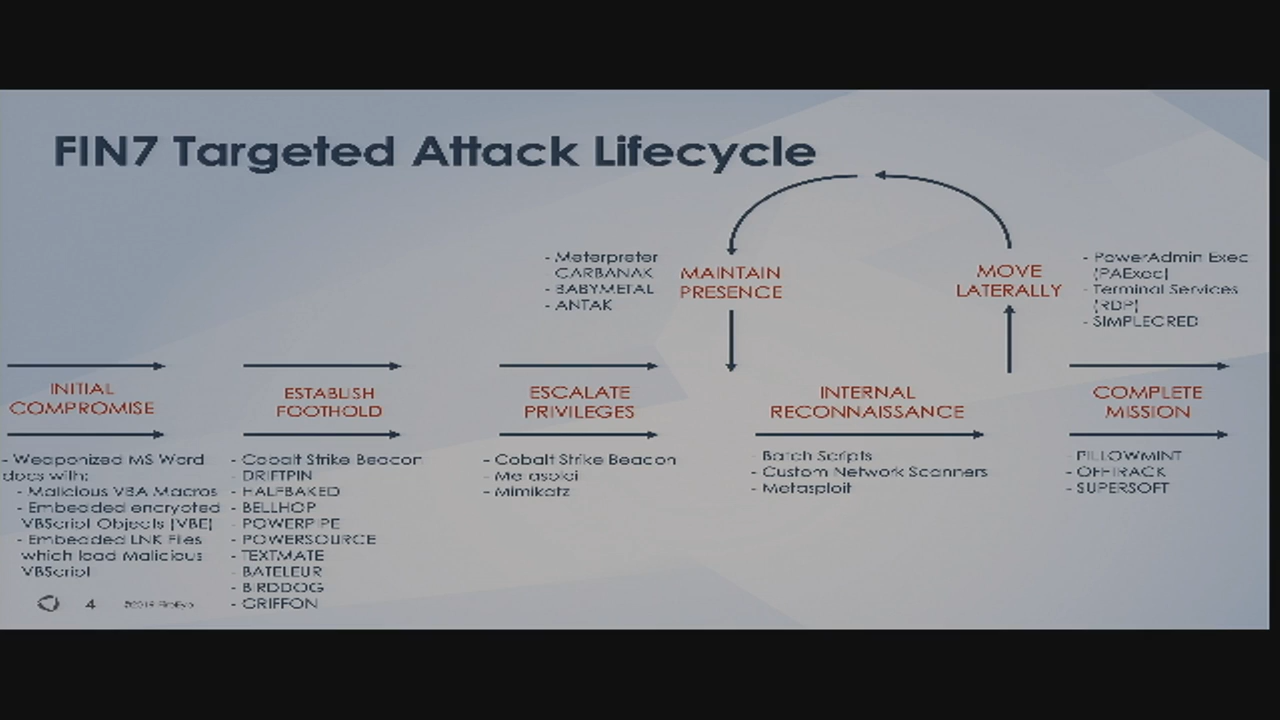 FIN7 Targeted Attack Lifecycle
- Meterpreter
CARBANAK
- BABYMETAL
- ANTAK
MAINTAIN
PRESENCE
MOVE
LATERALLY
- PowerAdmin Exec
(PAExec)
- Terminal Services
(RDP)
- SIMPLECRED
INITIAL
COMPROMISE
ESTABLISH
FOOTHOLD
ESCALATE
PRIVILEGES
INTERNAL
RECONNAISSANCE
COMPLETE
MISSION
- Weaponized MS Word
docs with:
- Malicious VBA Macros
- Embedded encrypted
VBScript Objects (VBE)
- Embedded LNK Files
which load Malicious
VBScript
- Cobalt Strike Beacon
- DRIFTPIN
- HALFBAKED
- BELLHOP
- POWERPIPE
- POWERSOURCE
- TEXTMATE
- BATELEUR
- BIRDDOG
- GRIFFON
- Cobalt Strike Beacon
- Metasploit
- Mimikatz
- Batch Scripts
- Custom Network Scanners
- Metasploit
- PILLOWMINT
- OFFTRACK
- SUPERSOFT
4
FireEye